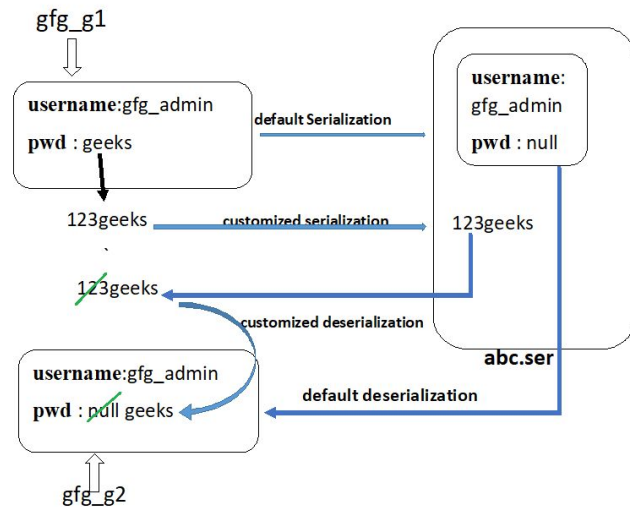 gfg_g1
username:gfg_admin
pwd : geeks
default Serialization
username:
gfg_admin
pwd : null
123geeks
customized serialization
123geeks
123geeks
customized deserialization
abc.ser
username:gfg_admin
default deserialization
pwd : null geeks
gfg_g2